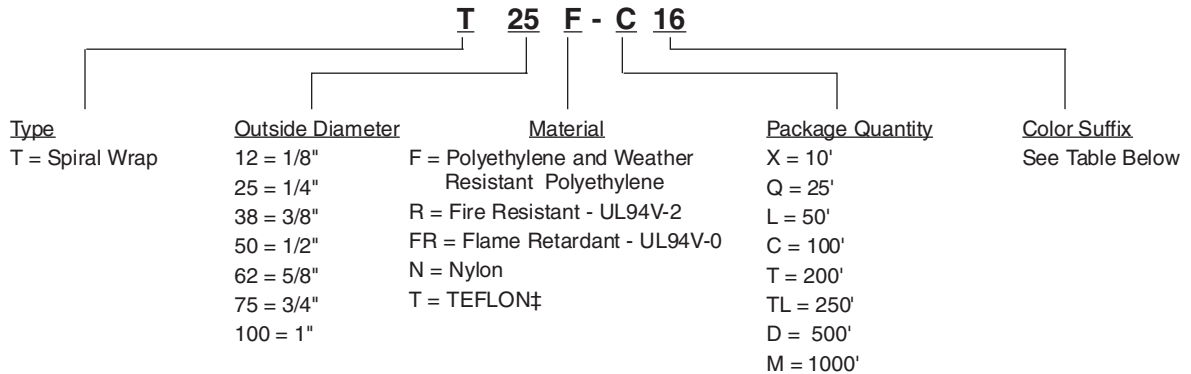 T 25 F - C 16
Type
T = Spiral Wrap
Outside Diameter
12 = 1/8"
25 = 1/4"
38 = 3/8"
50 = 1/2"
62 = 5/8"
75 = 3/4"
100 = 1"
Material
F = Polyethylene and Weather
Resistant Polyethylene
R = Fire Resistant - UL94V-2
FR = Flame Retardant - UL94V-0
N = Nylon
T = TEFLON‡
Package Quantity
X = 10'
Q = 25'
L = 50'
C = 100'
T = 200'
TL = 250'
D = 500'
M = 1000'
Color Suffix
See Table Below